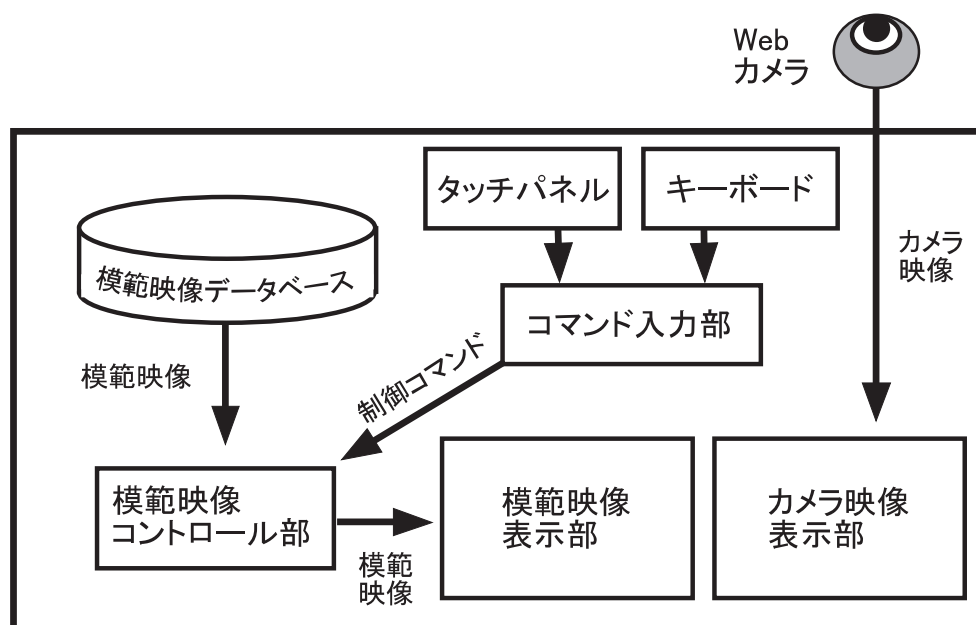 Web
カメラ
タッチパネル
キーボード
カメラ
映像
模範映像データベース
コマンド入力部
制御コマンド
模範映像
模範映像
コントロール部
模範
映像
模範映像
表示部
カメラ映像
表示部